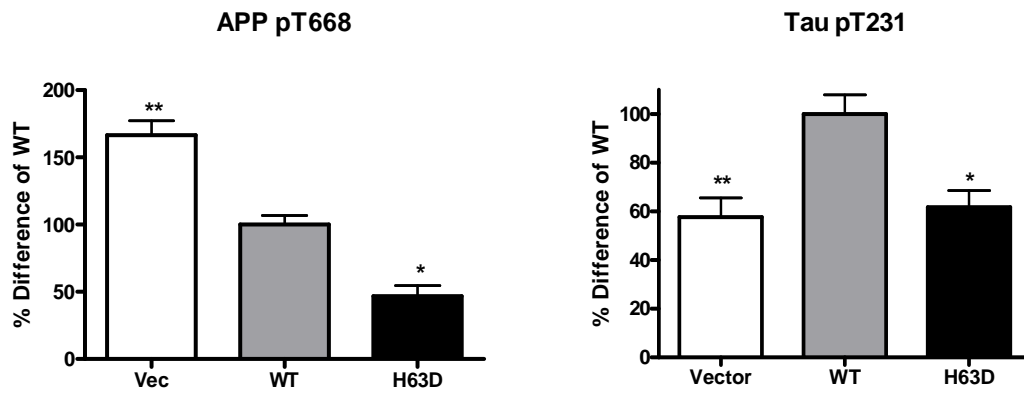 APP pT668
% Difference of WT
200
150
100
50
0
**
*
Vec WT H63D
Tau pT231
% Difference of WT
100
80
60
40
20
0
**
*
Vector WT H63D